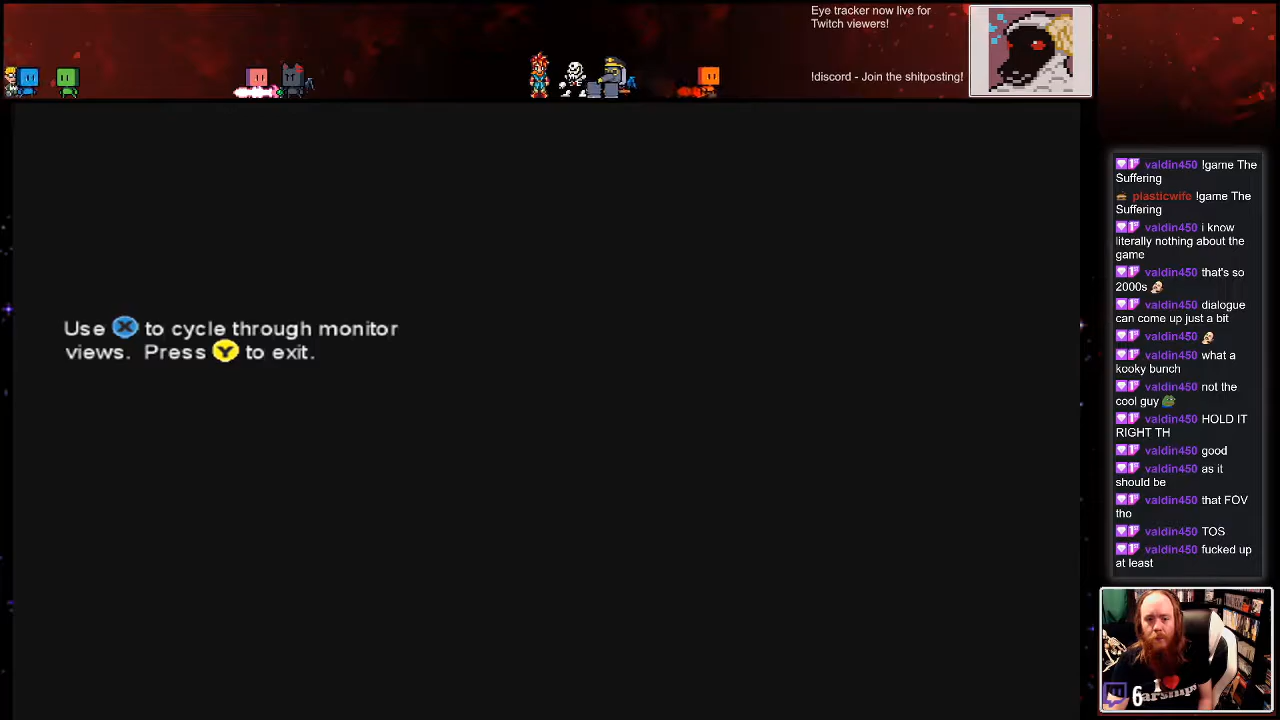 Eye tracker now live for
Twitch viewers!
!discord - Join the shitposting!
Use X to cycle through monitor
views. Press Y to exit.
valdin450 !game The
Suffering
plasticwife !game The
Suffering
valdin450 i know
literally nothing about the
game
valdin450 that's so
2000s
valdin450 dialogue
can come up just a bit
valdin450
valdin450 what a
kooky bunch
valdin450 not the
cool guy
valdin450 HOLD IT
RIGHT TH
valdin450 good
valdin450 as it
should be
valdin450 that FOV
tho
valdin450 TOS
valdin450 fucked up
at least
I
6